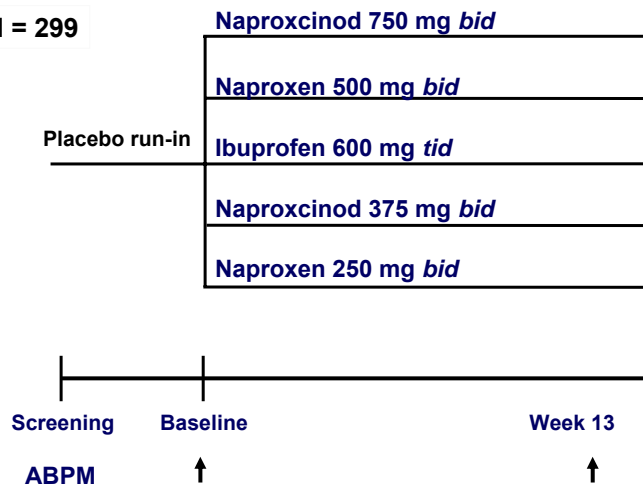 = 299
Naproxcinod 750 mg bid
Naproxen 500 mg bid
Placebo run-in
Ibuprofen 600 mg tid
Naproxcinod 375 mg bid
Naproxen 250 mg bid
Screening Baseline Week 13
ABPM